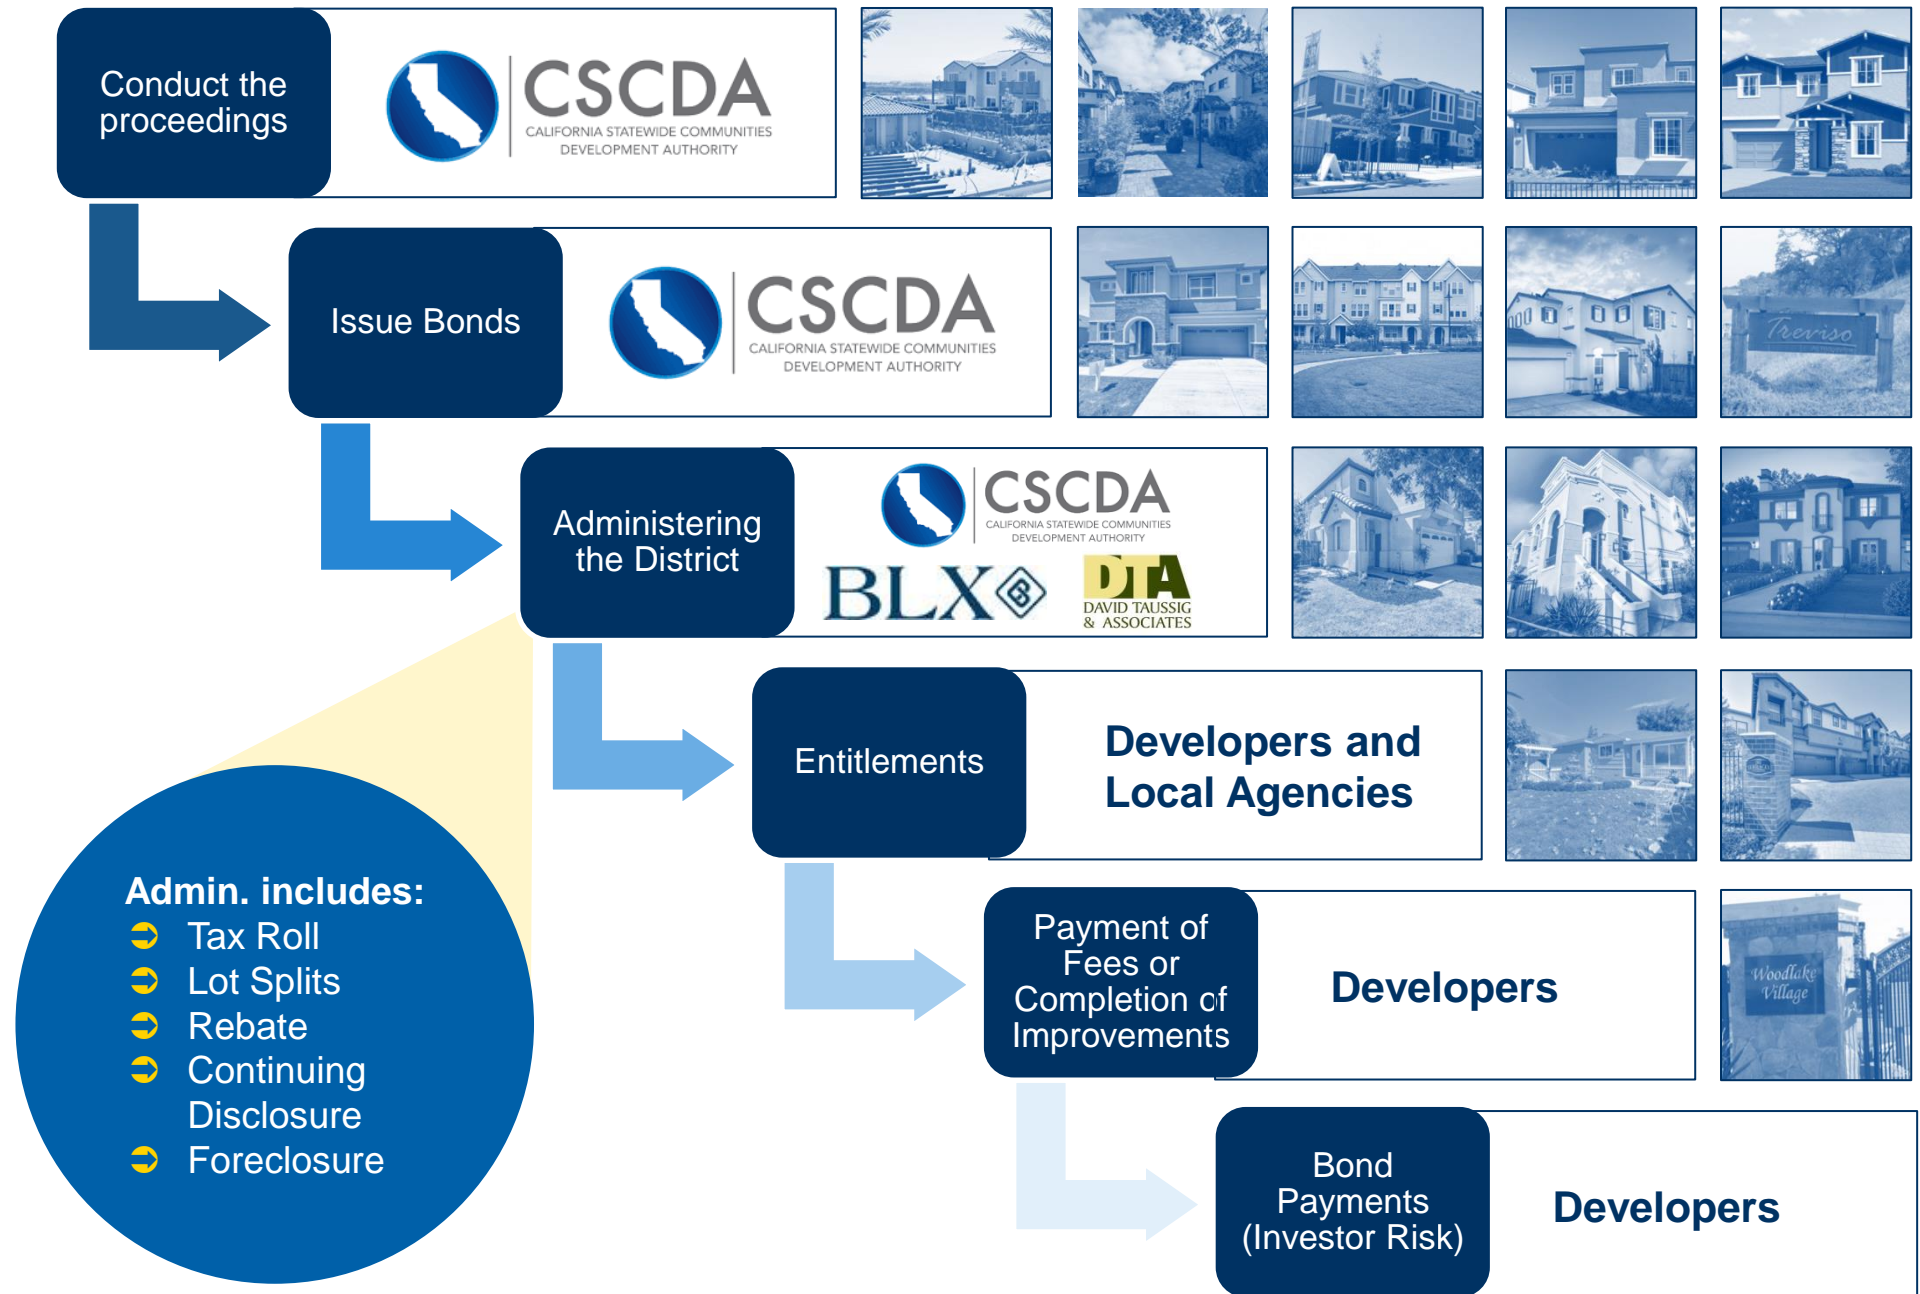 Conduct the
proceedings
CSCDA
CALIFORNIA STATEWIDE COMMUNITIES
DEVELOPMENT AUTHORITY
Issue Bonds
CSCDA
CALIFORNIA STATEWIDE COMMUNITIES
DEVELOPMENT AUTHORITY
Treviso
Administering
the District
CSCDA
CALIFORNIA STATEWIDE COMMUNITIES
DEVELOPMENT AUTHORITY
BLX
DTA
DAVID TAUSSIG
& ASSOCIATES
Entitlements
Developers and
Local Agencies
Admin. includes:
Tax Roll
Lot Splits
Rebate
Continuing
Disclosure
Foreclosure
Payment of
Fees or
Completion of
Improvements
Developers
Woodlake
Village
Bond
Payments
(Investor Risk)
Developers